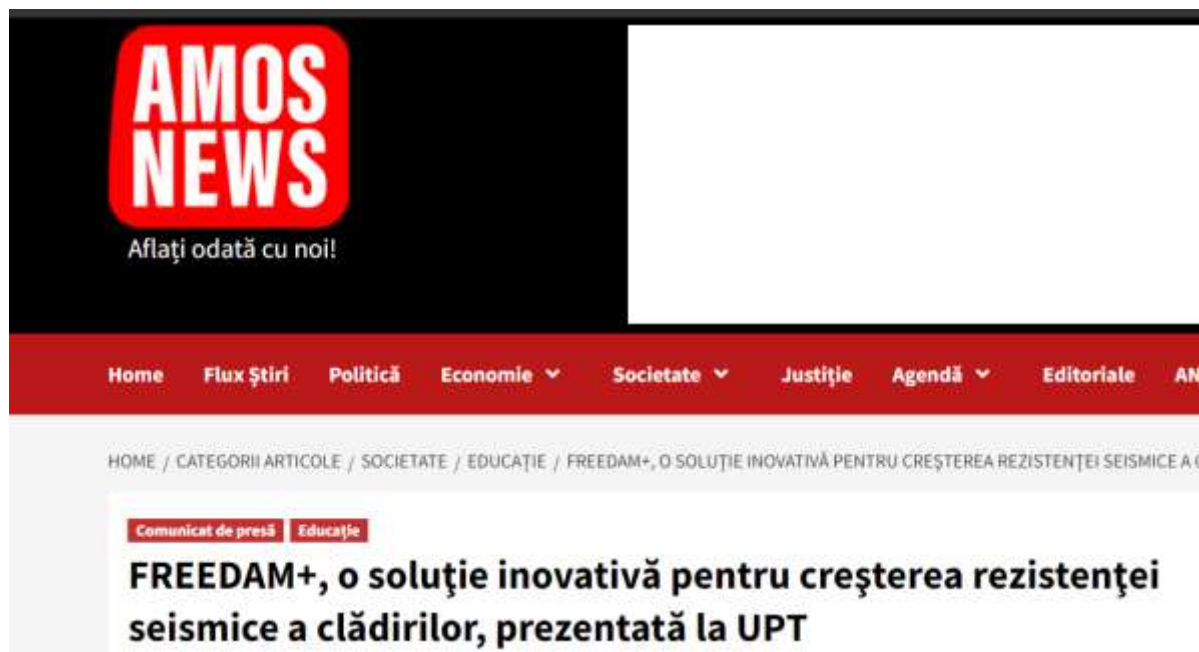 AMOS
NEWS
Aflați odată cu noi!
Home Flux Ştiri Politică Economie Societate Justiţie Agendă Editoriale AN
HOME / CATEGORII ARTICOLE / SOCIETATE / EDUCAŢIE / FREEDAM+, O SOLUŢIE INOVATIVĂ PENTRU CREŞTEREA REZISTENŢEI SEISMICE A
Comunicat de presă Educaţie
FREEDAM+, o soluţie inovativă pentru creşterea rezistenţei
seismice a clădirilor, prezentată la UPT